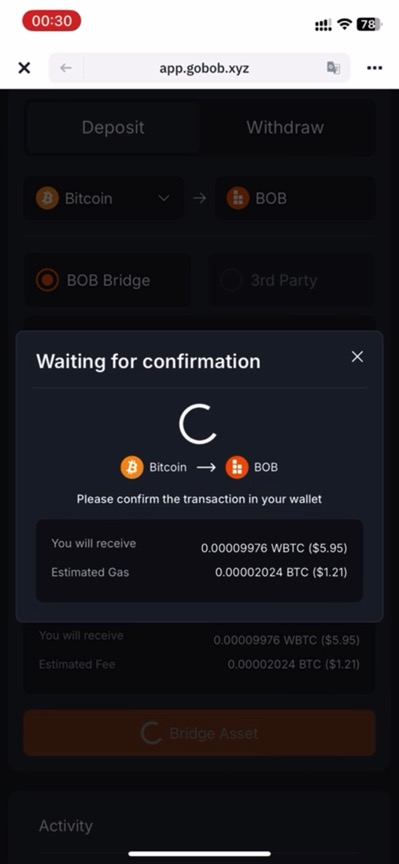 00:30
78
app.gobob.xyz
Deposit
Withdraw
Bitcoin
BOB
BOB Bridge
3rd Party
Waiting for confirmation
Bitcoin
BOB
Please confirm the transaction in your wallet
You will receive
0.00009976 WBTC ($5.95)
Estimated Gas
0.00002024 BTC ($1.21)
You will receive
0.00009976 WBTC ($5.95)
Estimated Fee
0.00002024 BTC ($1.21)
Bridge Asset
Activity